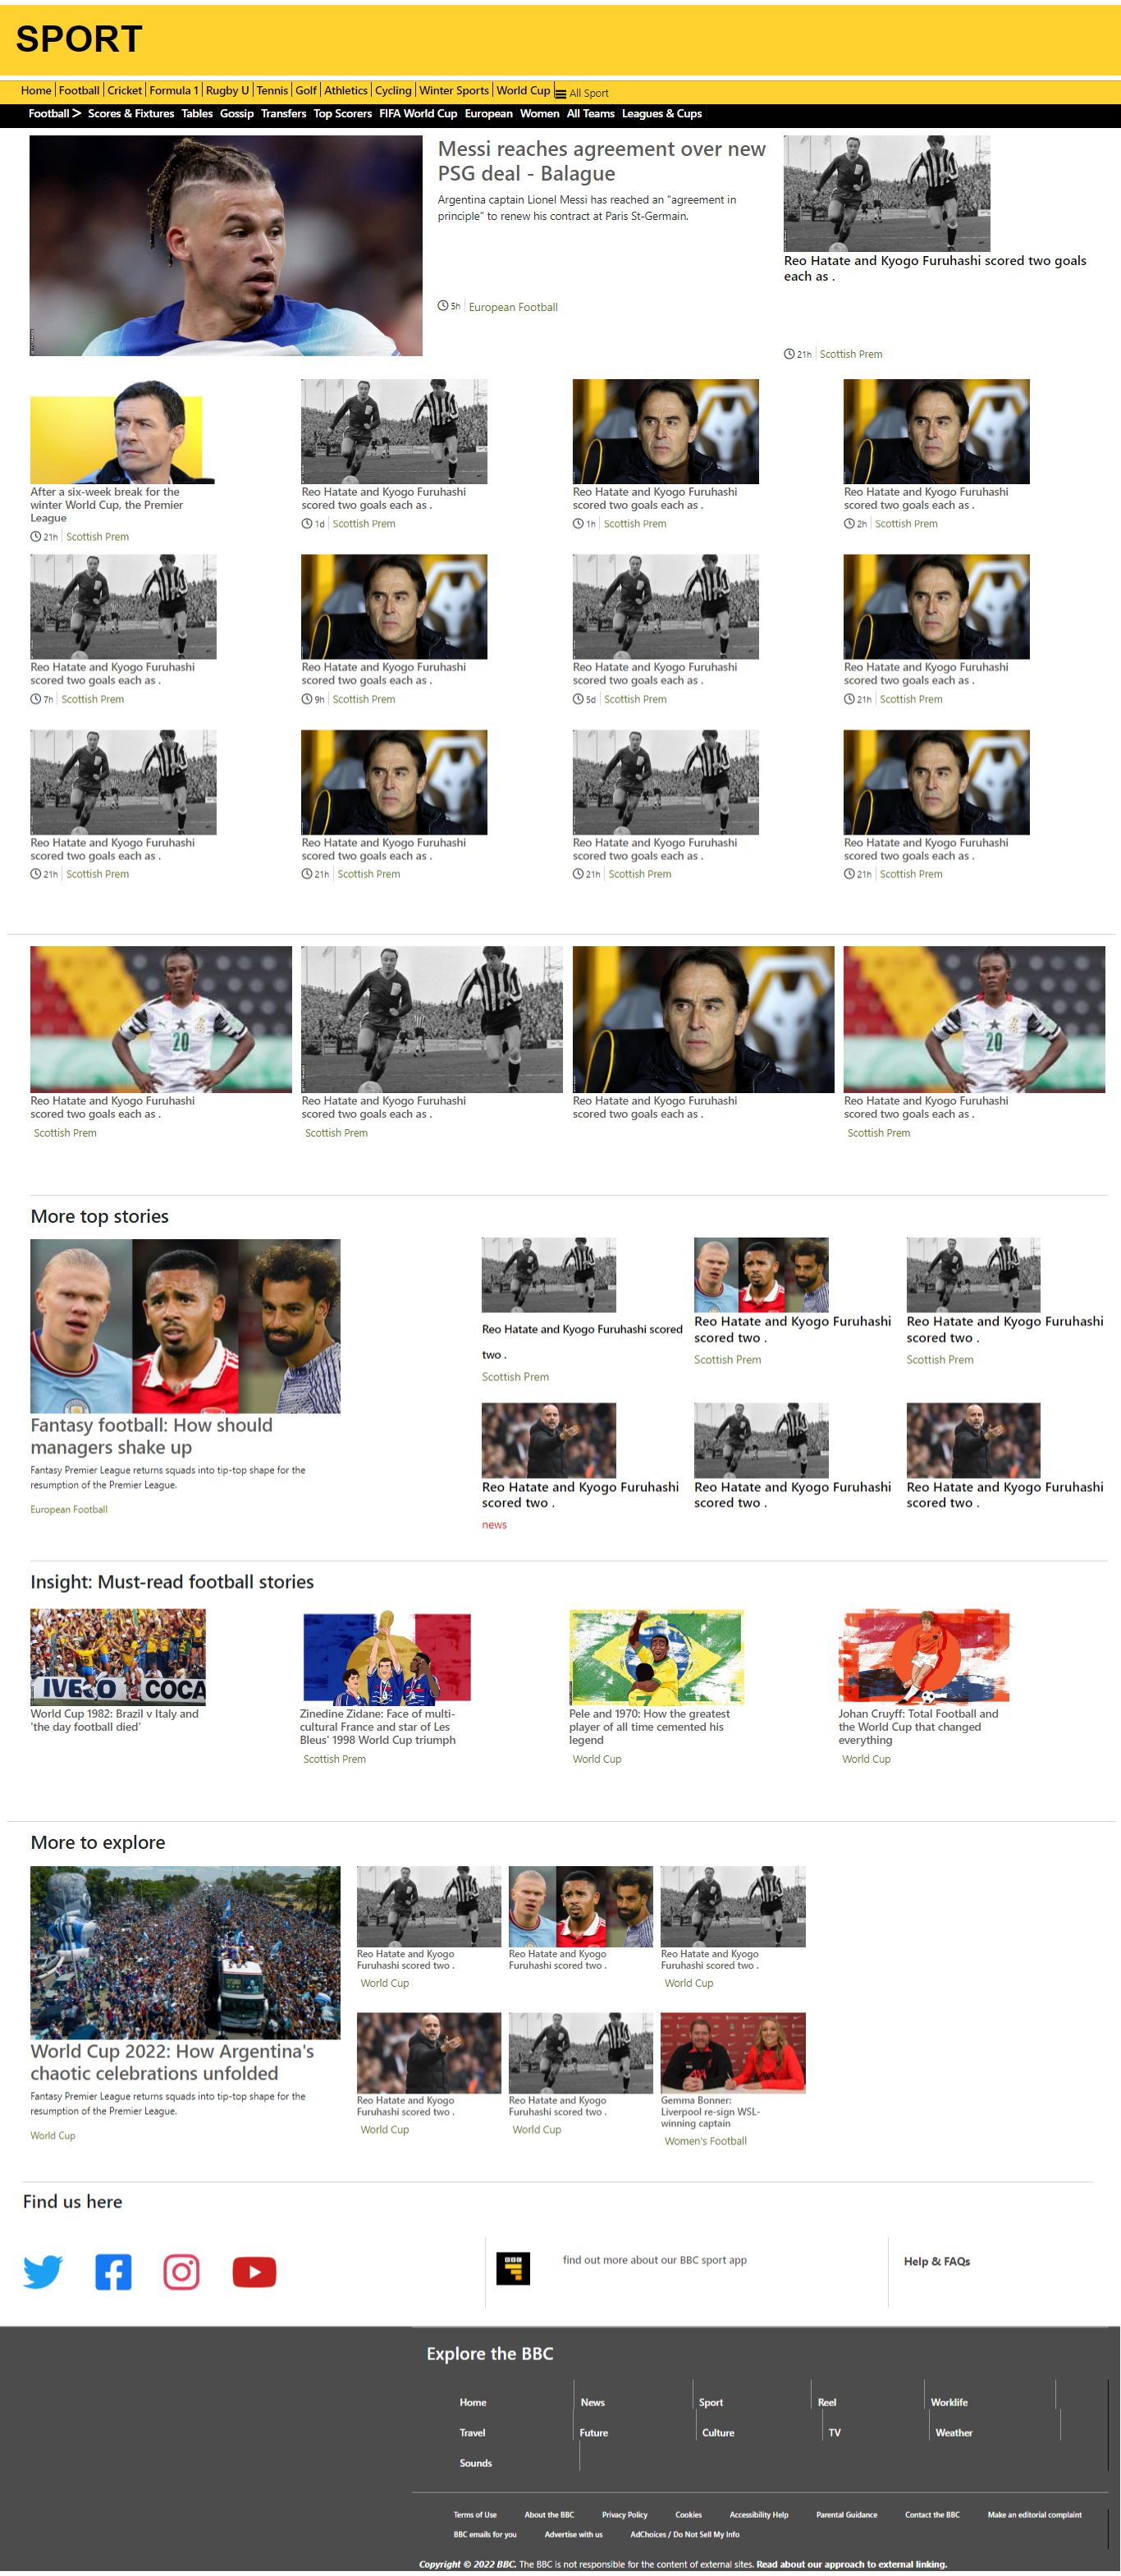 SPORT
Home Football Cricket Formula 1 Rugby U Tennis Golf Athletics Cycling Winter Sports World Cup All Sport
Football > Scores & Fixtures Tables Gossip Transfers Top Scorers FIFA World Cup European Women All Teams Leagues & Cups
Messi reaches agreement over new
PSG deal - Balague
Argentina captain Lionel Messi has reached an "agreement in
principle" to renew his contract at Paris St-Germain.
5h European Football
Reo Hatate and Kyogo Furuhashi scored two goals
each as .
21h Scottish Prem
After a six-week break for the
winter World Cup, the Premier
League
21h Scottish Prem
Reo Hatate and Kyogo Furuhashi
scored two goals each as .
1d Scottish Prem
Reo Hatate and Kyogo Furuhashi
scored two goals each as .
1h Scottish Prem
Reo Hatate and Kyogo Furuhashi
scored two goals each as .
2h Scottish Prem
Reo Hatate and Kyogo Furuhashi
scored two goals each as .
7h Scottish Prem
Reo Hatate and Kyogo Furuhashi
scored two goals each as .
9h Scottish Prem
Reo Hatate and Kyogo Furuhashi
scored two goals each as .
5d Scottish Prem
Reo Hatate and Kyogo Furuhashi
scored two goals each as .
21h Scottish Prem
Reo Hatate and Kyogo Furuhashi
scored two goals each as .
21h Scottish Prem
Reo Hatate and Kyogo Furuhashi
scored two goals each as .
21h Scottish Prem
Reo Hatate and Kyogo Furuhashi
scored two goals each as .
21h Scottish Prem
Reo Hatate and Kyogo Furuhashi
scored two goals each as .
21h Scottish Prem
20
Reo Hatate and Kyogo Furuhashi
scored two goals each as .
Scottish Prem
Reo Hatate and Kyogo Furuhashi
scored two goals each as .
Scottish Prem
Reo Hatate and Kyogo Furuhashi
scored two goals each as .
20
Reo Hatate and Kyogo Furuhashi
scored two goals each as .
Scottish Prem
More top stories
Fantasy football: How should
managers shake up
Fantasy Premier League returns squads into tip-top shape for the
resumption of the Premier League.
European Football
Reo Hatate and Kyogo Furuhashi scored
two .
Scottish Prem
Reo Hatate and Kyogo Furuhashi
scored two .
Scottish Prem
Reo Hatate and Kyogo Furuhashi
scored two .
Scottish Prem
Reo Hatate and Kyogo Furuhashi
scored two .
news
Reo Hatate and Kyogo Furuhashi
scored two .
Reo Hatate and Kyogo Furuhashi
scored two .
Insight: Must-read football stories
IVECO COCA
World Cup 1982: Brazil v Italy and
'the day football died'
Zinedine Zidane: Face of multi-
cultural France and star of Les
Bleus' 1998 World Cup triumph
Scottish Prem
Pele and 1970: How the greatest
player of all time cemented his
legend
World Cup
Johan Cruyff: Total Football and
the World Cup that changed
everything
World Cup
More to explore
World Cup 2022: How Argentina's
chaotic celebrations unfolded
Fantasy Premier League returns squads into tip-top shape for the
resumption of the Premier League.
World Cup
Reo Hatate and Kyogo
Furuhashi scored two .
World Cup
Reo Hatate and Kyogo
Furuhashi scored two .
Reo Hatate and Kyogo
Furuhashi scored two .
World Cup
Reo Hatate and Kyogo
Furuhashi scored two .
World Cup
Reo Hatate and Kyogo
Furuhashi scored two .
World Cup
Gemma Bonner:
Liverpool re-sign WSL-
winning captain
Women's Football
Find us here
BBC
find out more about our BBC sport app
Help & FAQs
Explore the BBC
Home News Sport Reel Worklife
Travel Future Culture TV Weather
Sounds
Terms of Use About the BBC Privacy Policy Cookies Accessibility Help Parental Guidance Contact the BBC Make an editorial complaint
BBC emails for you Advertise with us AdChoices / Do Not Sell My Info
Copyright © 2022 BBC. The BBC is not responsible for the content of external sites. Read about our approach to external linking.